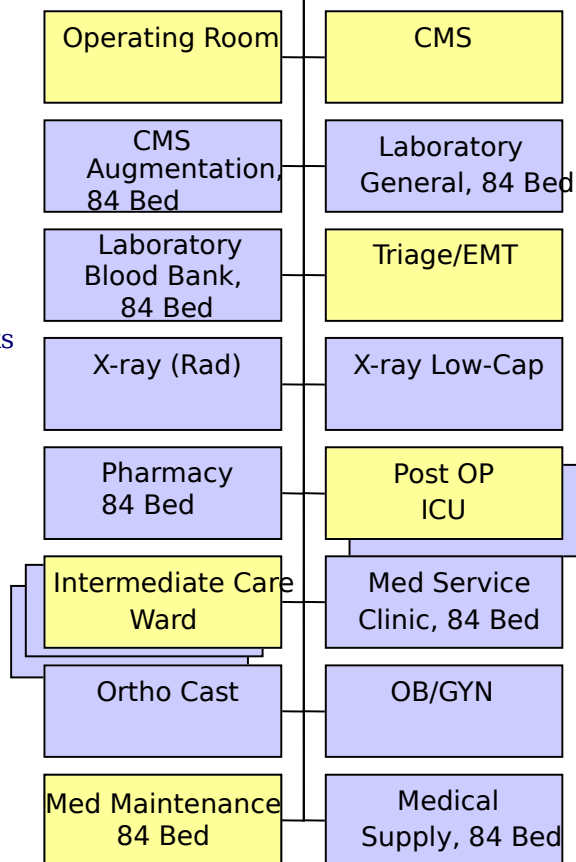 Operating Room
CMS
CMS
Augmentation,
84 Bed
Laboratory
General, 84 Bed
Laboratory
Blood Bank,
84 Bed
Triage/EMT
X-ray (Rad)
X-ray Low-Cap
Pharmacy
84 Bed
Post OP
ICU
Intermediate Care
Ward
Med Service
Clinic, 84 Bed
Ortho Cast
OB/GYN
Med Maintenance
84 Bed
Medical
Supply, 84 Bed